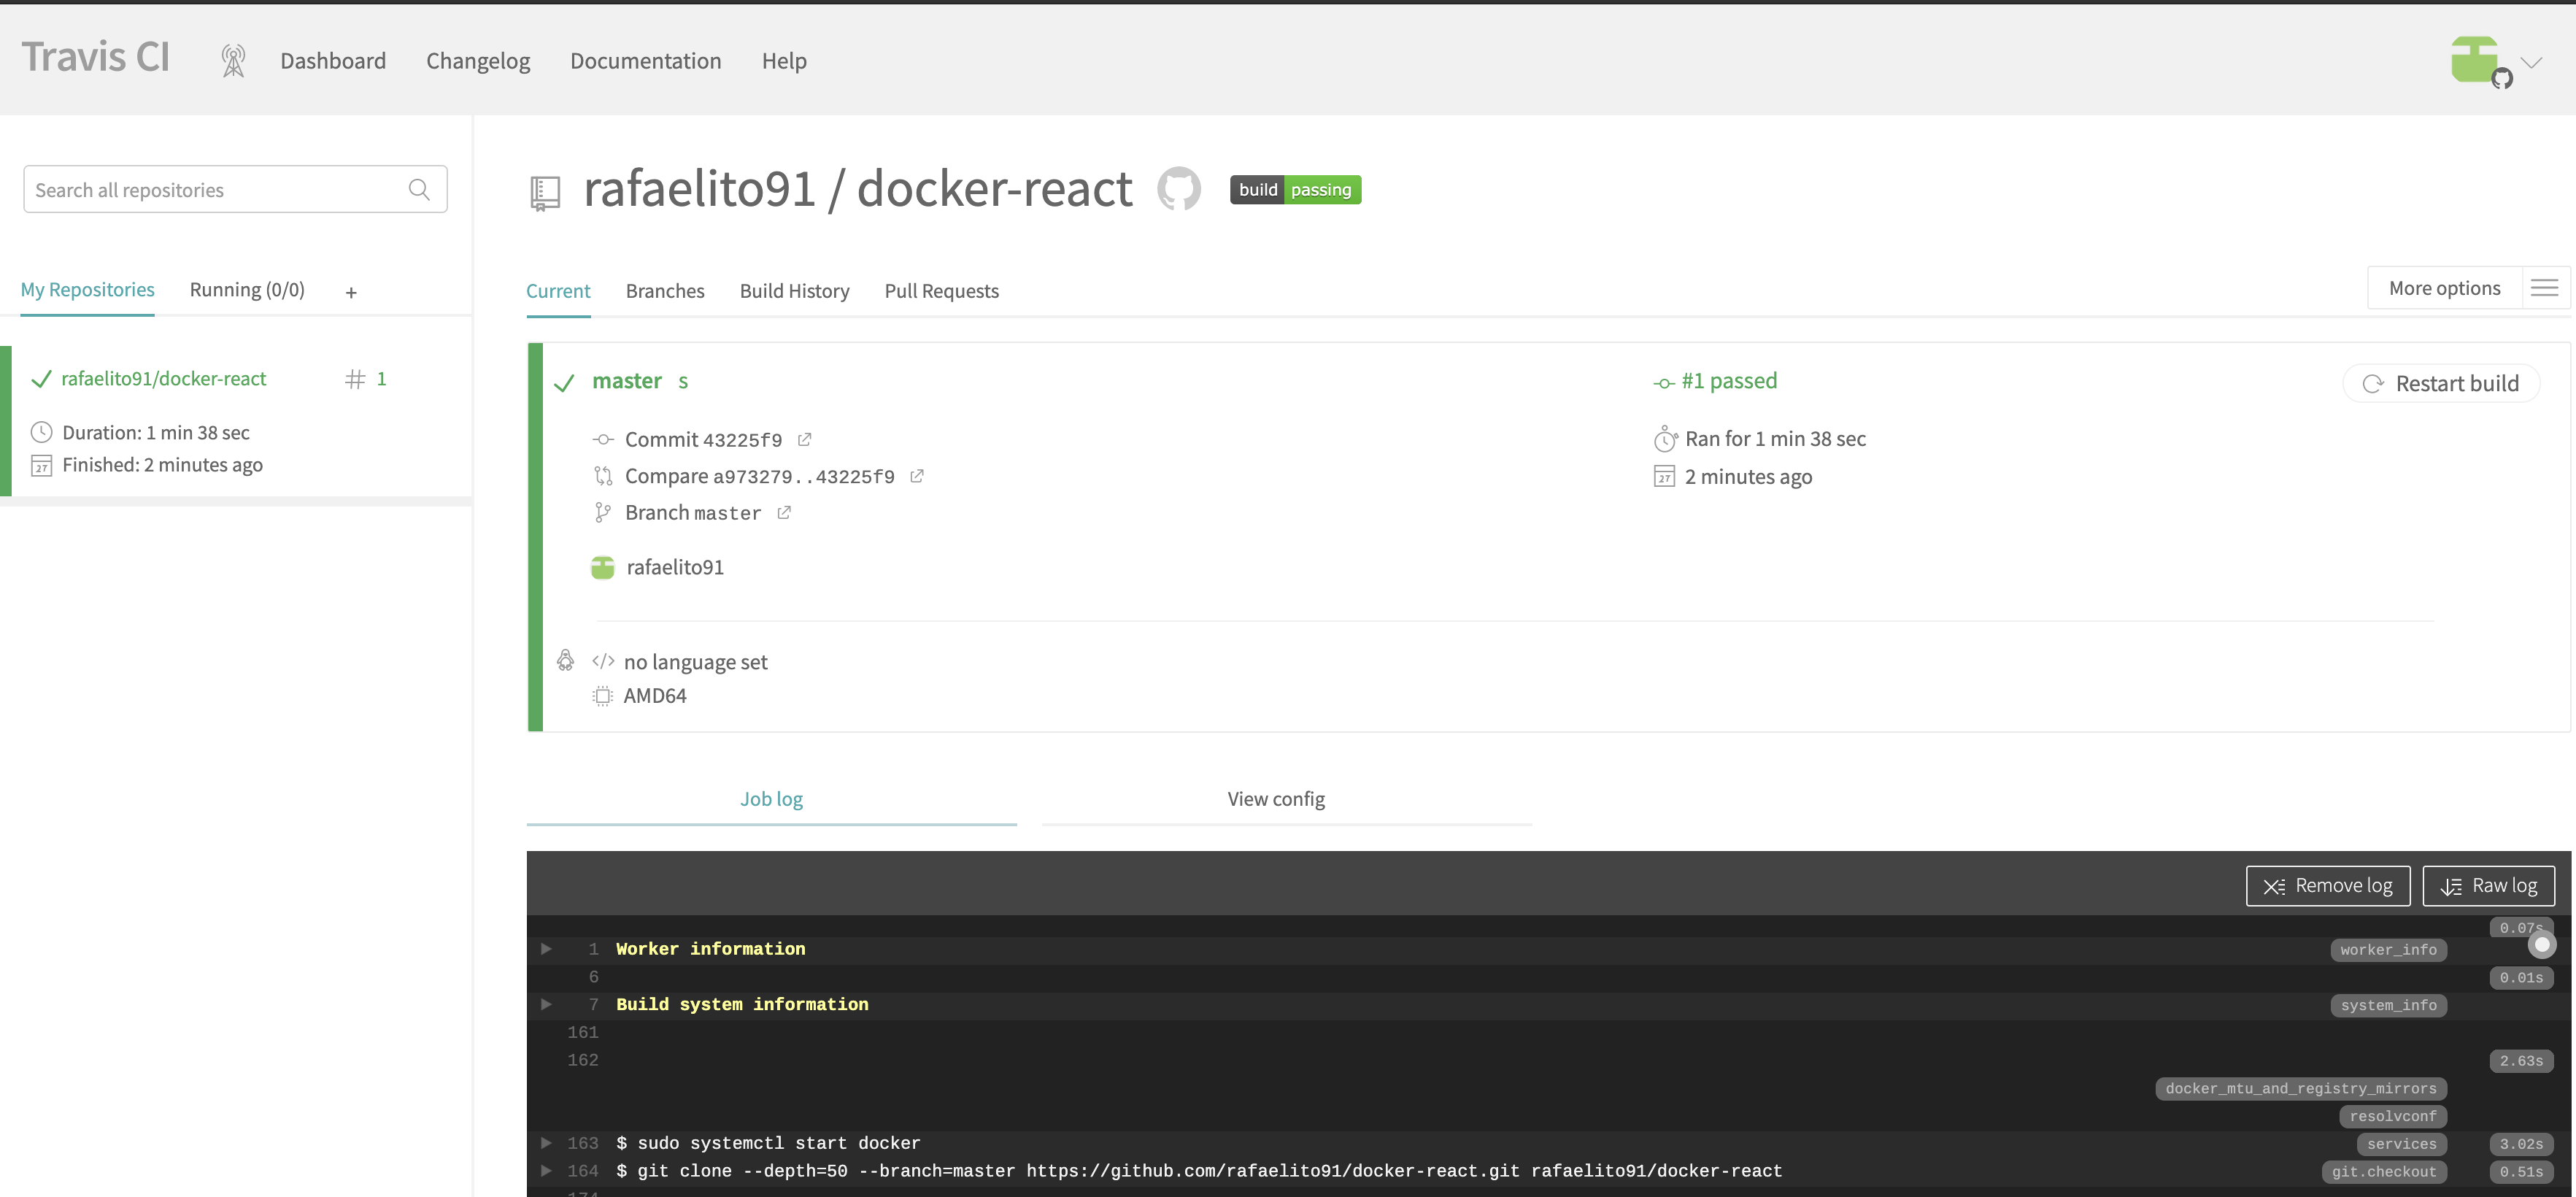 Travis CI
Dashboard
Changelog
Documentation
Help
Search all repositories
My Repositories
Running (0/0)
+
rafaelito91/docker-react
# 1
Duration: 1 min 38 sec
27
Finished: 2 minutes ago
rafaelito91 / docker-react
build passing
Current
Branches
Build History
Pull Requests
More options
master s
Commit 43225f9
Compare a973279..43225f9
Branch master
rafaelito91
#1 passed
Ran for 1 min 38 sec
27
2 minutes ago
Restart build
</> no language set
AMD64
Job log
View config
Remove log
Raw log
0.07s
1 Worker information worker_info
6 0.01s
7 Build system information system_info
161
162 2.63s
docker_mtu_and_registry_mirrors
resolvconf
163 $ sudo systemctl start docker services 3.02s
164 $ git clone --depth=50 --branch=master https://github.com/rafaelito91/docker-react.git rafaelito91/docker-react git.checkout 0.51s